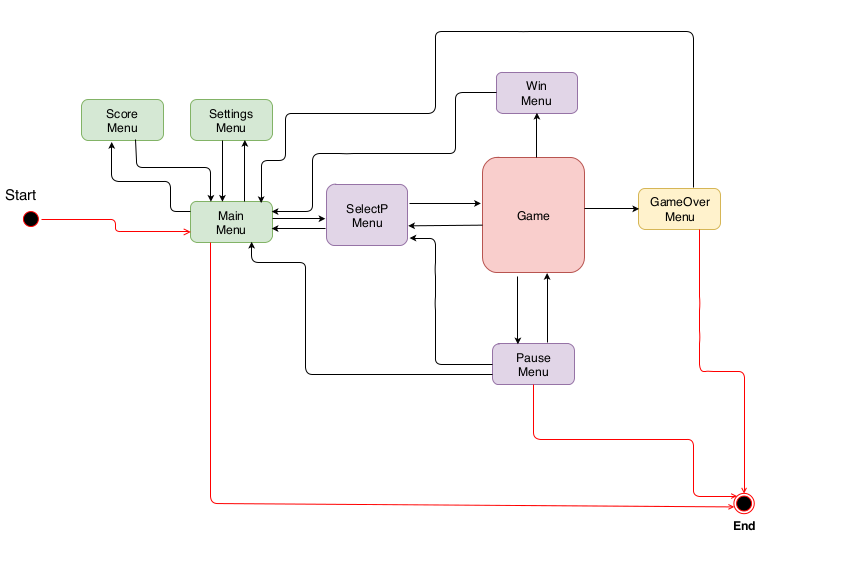 Win
Menu
Score
Menu
Settings
Menu
Start
Main
Menu
SelectP
Menu
Game
GameOver
Menu
Pause
Menu
End